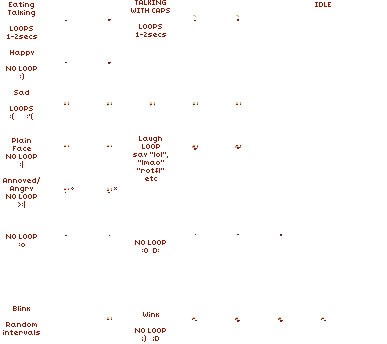 Eating
Talking
LOOPS
1-2secs
TALKING
WITH CAPS
LOOPS
1-2secs
IDLE
Happy
NO LOOP
:)
Sad
LOOPS
:( :'(
Plain
Face
NO LOOP
:|
Laugh
LOOP
say "lol",
"lmao"
"rotfl"
etc
Annoyed/
Angry
NO LOOP
>:|
NO LOOP
:o
NO LOOP
:O D:
Blink
Random
intervals
Wink
NO LOOP
;) ;D